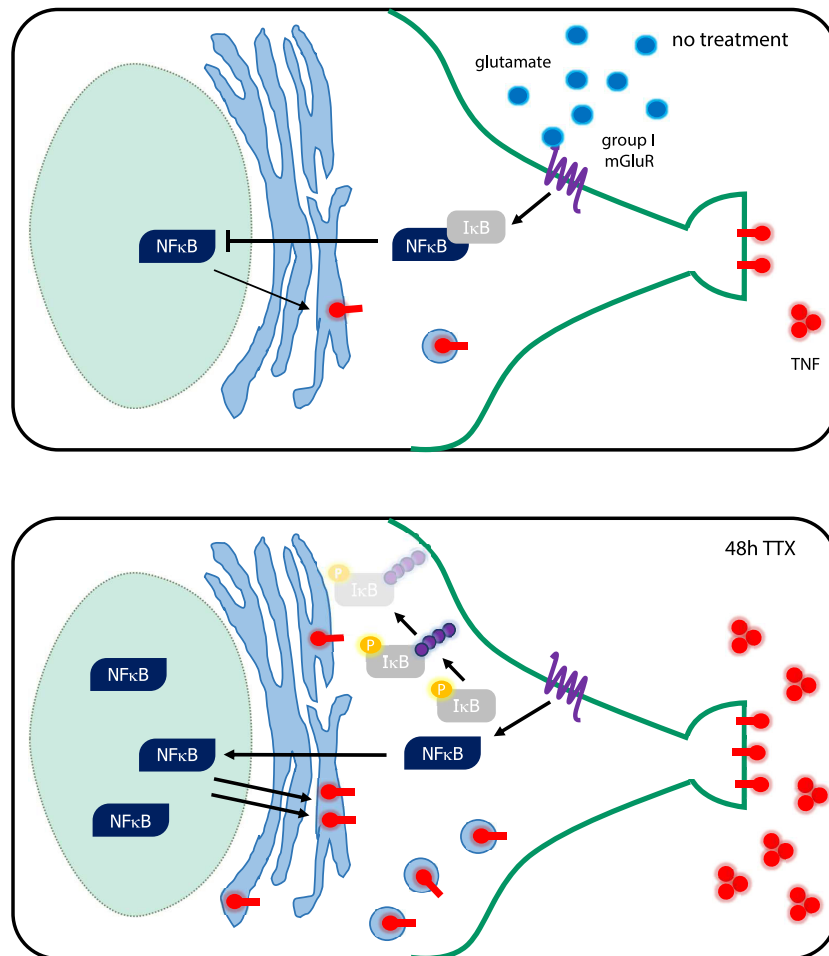 no treatment
glutamate
group I
mGluR
IκB
NFκB
NFκB
TNF
48h TTX
P
IκB
P
IκB
P
IκB
NFκB
NFκB
NFκB
NFκB